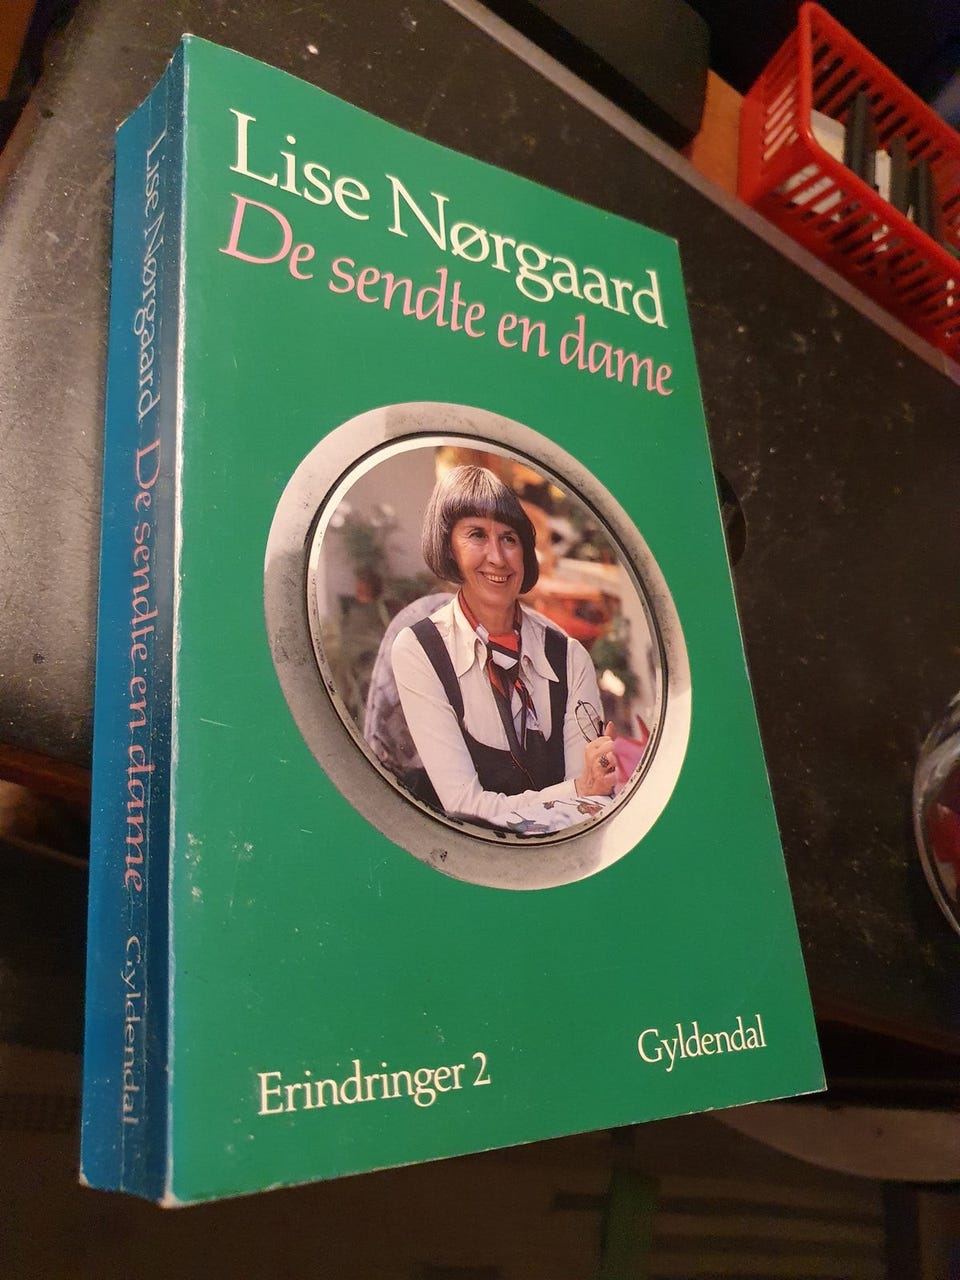 Lise Nørgaard
De sendte en dame
Erindringer 2
Gyldendal
Lise Nørgaard De sendte en dame Gyldendal